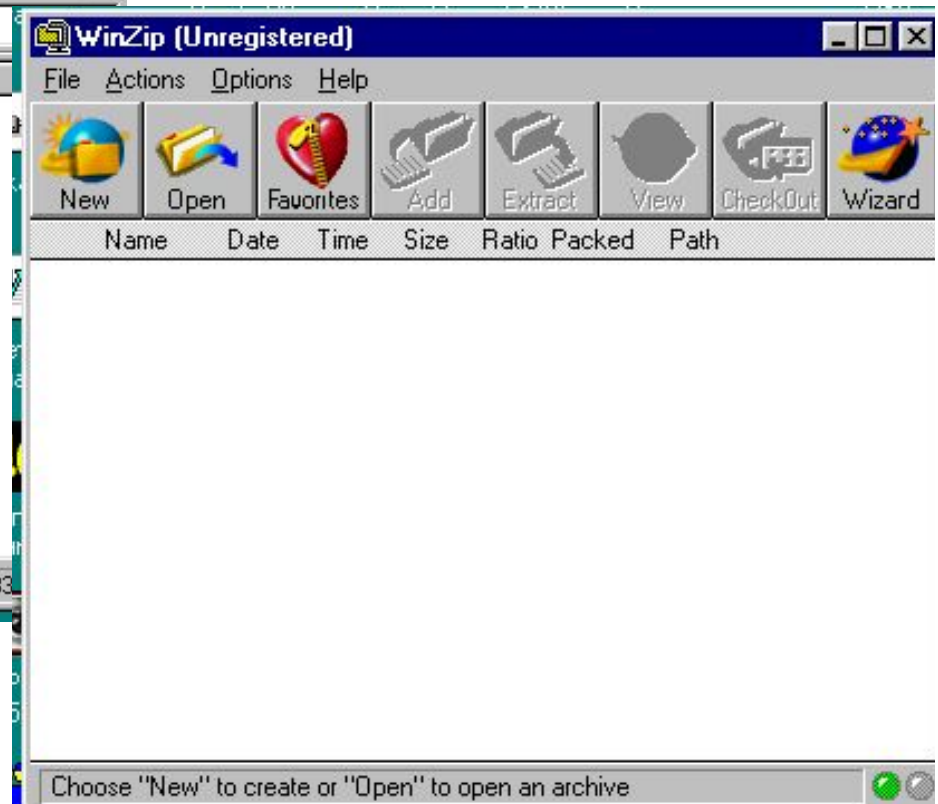 WinZip (Unregistered)
File Actions Options Help
New Open Favorites Add Extract View CheckOut Wizard
Name Date Time Size Ratio Packed Path
Choose "New" to create or "Open" to open an archive